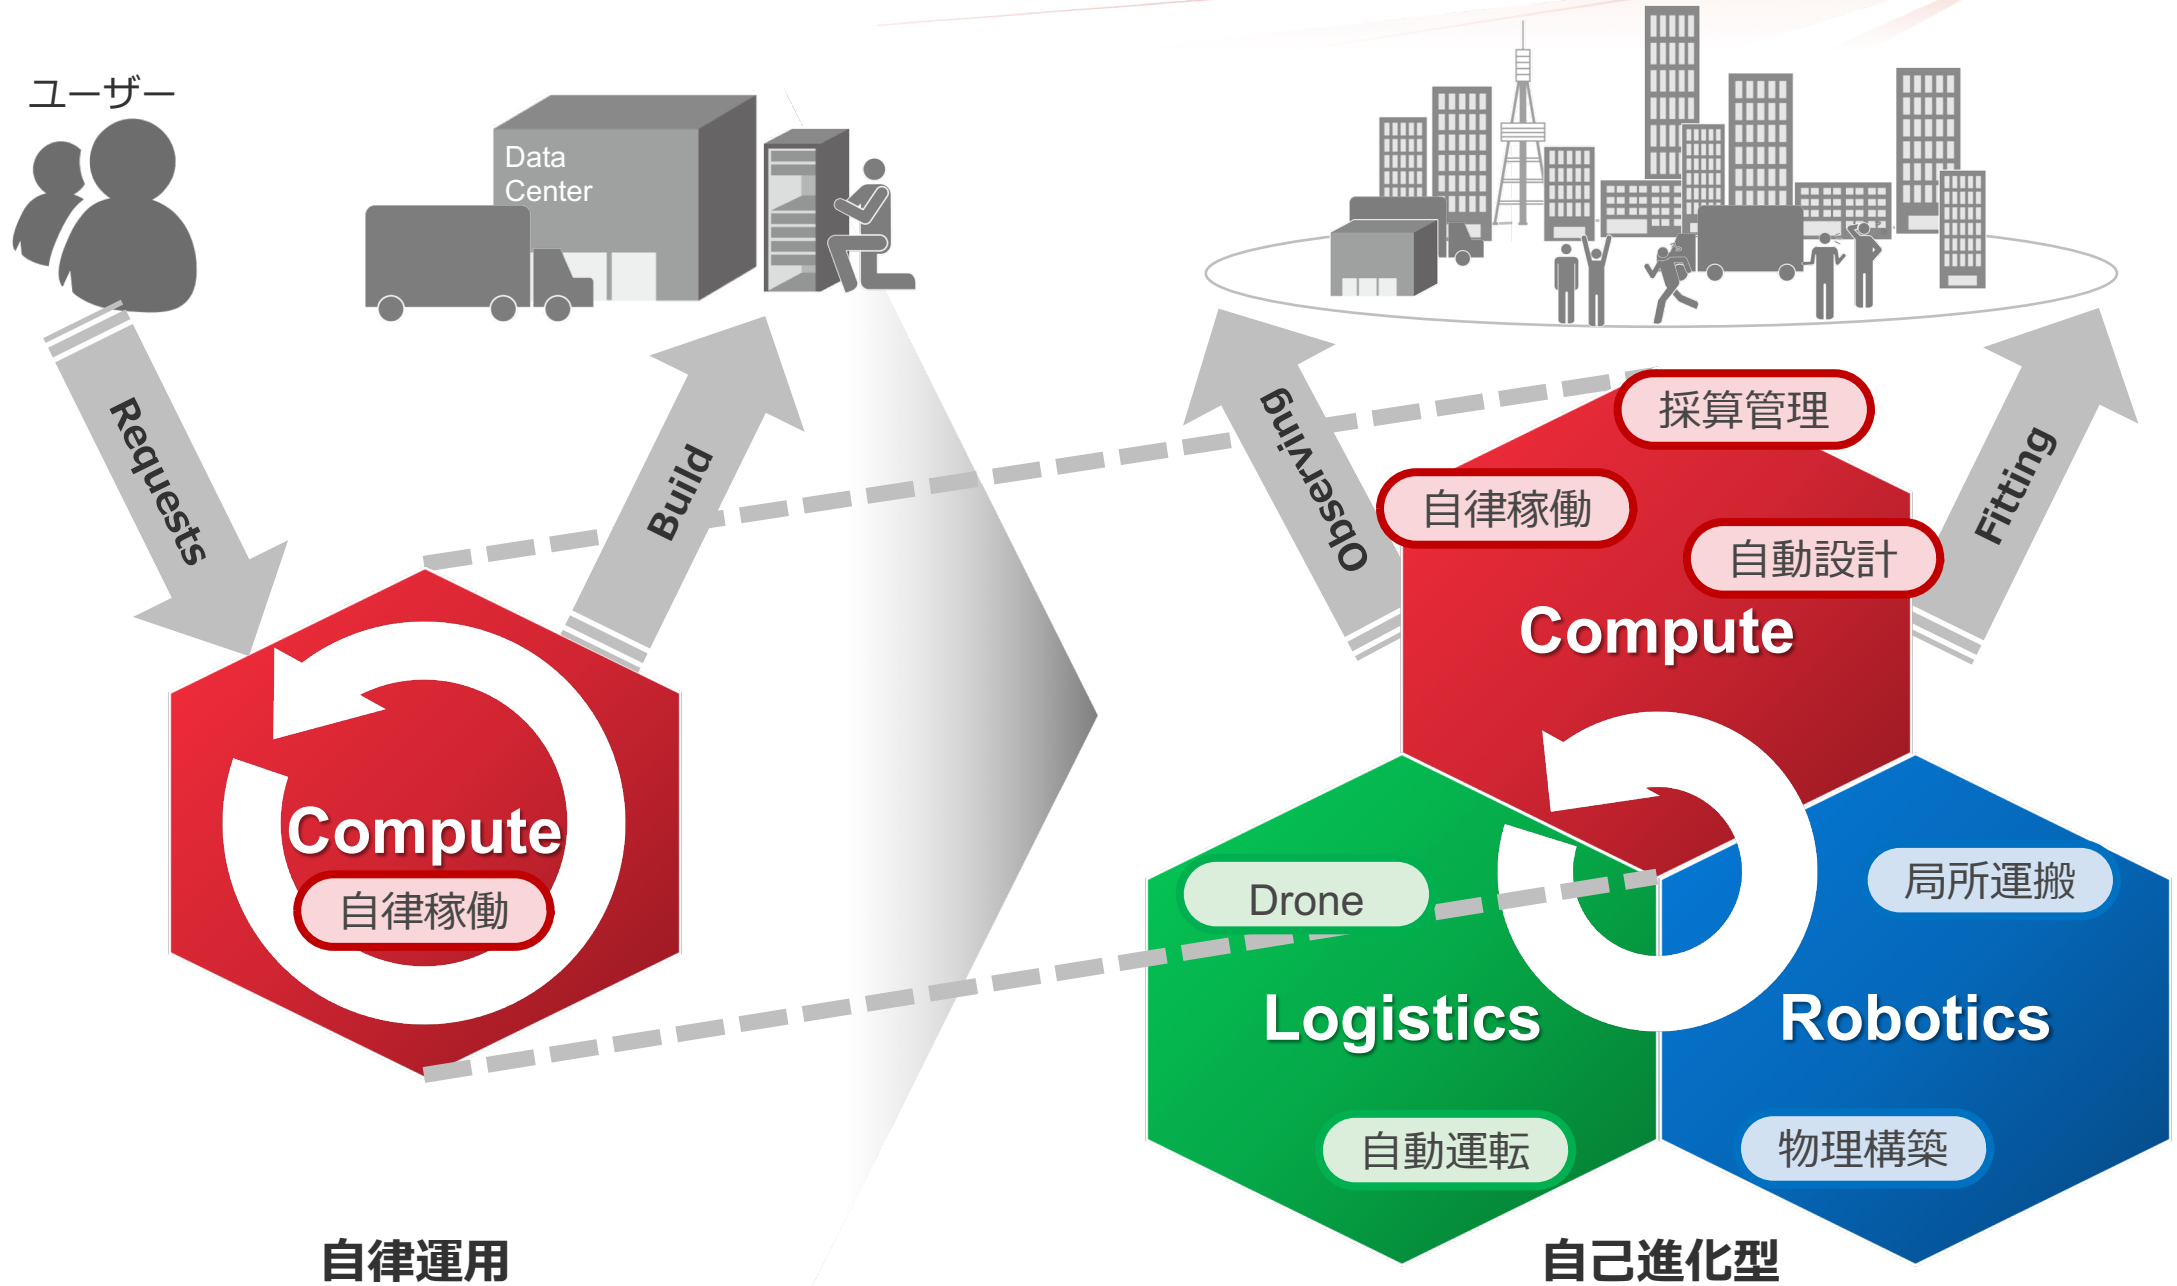 ユーザー
Data
Center
Requests
Build
Compute
自律稼働
自律運用
Observing
Fitting
採算管理
自律稼働
自動設計
Compute
Drone
Logistics
自動運転
局所運搬
Robotics
物理構築
自己進化型